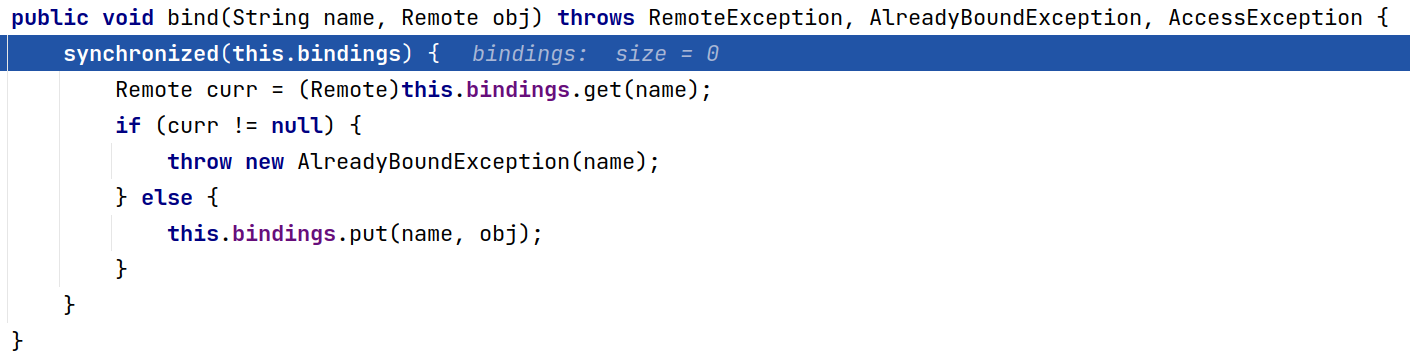 public void bind(String name, Remote obj) throws RemoteException, AlreadyBoundException, AccessException {
    synchronized(this.bindings) {  bindings:  size = 0
        Remote curr = (Remote)this.bindings.get(name);
        if (curr != null) {
            throw new AlreadyBoundException(name);
        } else {
            this.bindings.put(name, obj);
        }
    }
}